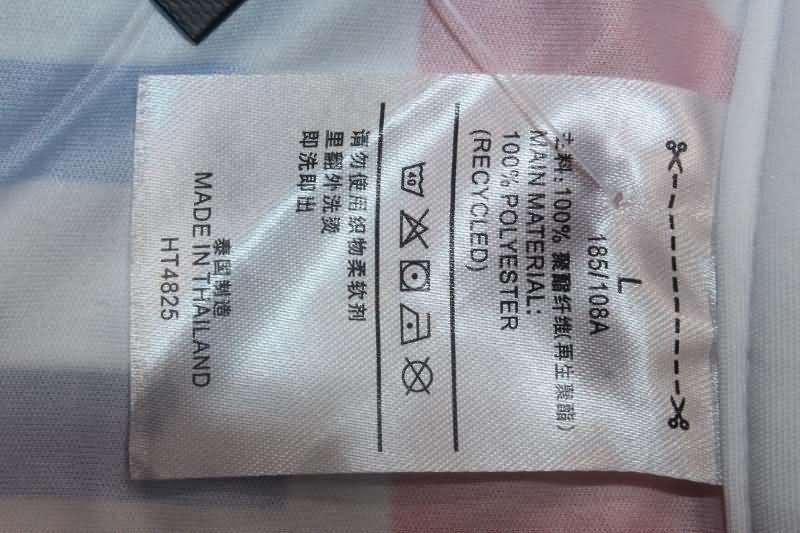 L
185/108A
主料: 100% 聚酯纤维(再生聚酯)
MAIN MATERIAL:
100% POLYESTER
(RECYCLED)
40
请勿使用织物柔软剂
里翻外洗烫
即洗即出
泰国制造
MADE IN THAILAND
HT4825